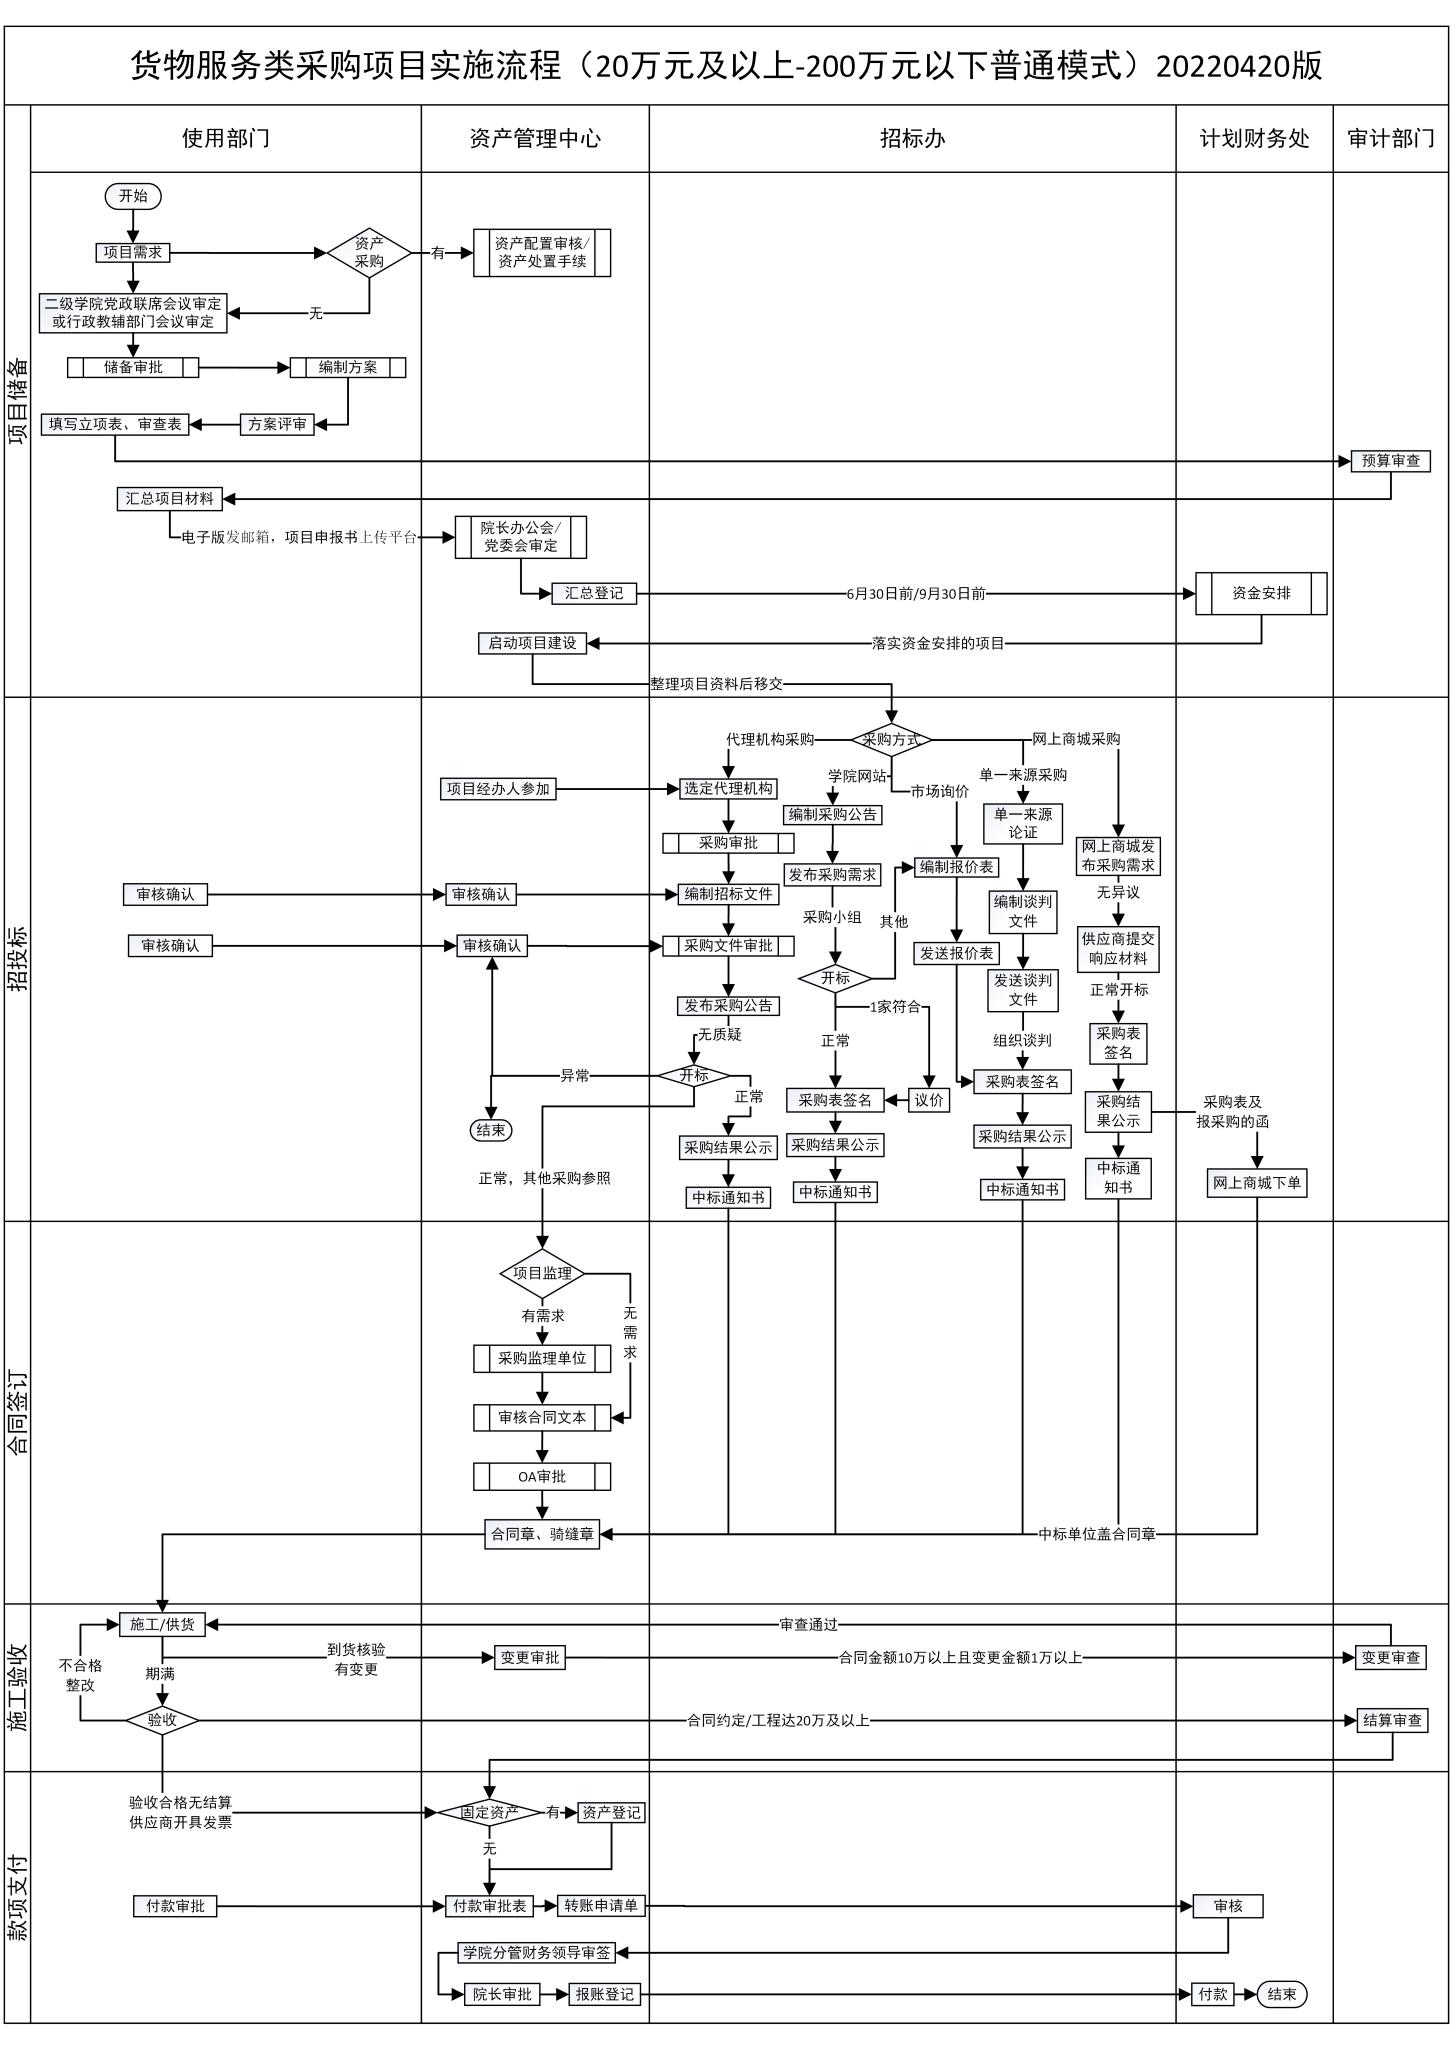 货物服务类采购项目实施流程（20万元及以上-200万元以下普通模式）20220420版
使用部门
资产管理中心
招标办
计划财务处
审计部门
项目储备
开始
项目需求
资产
采购
有
资产配置审核/
资产处置手续
二级学院党政联席会议审定
或行政教辅部门会议审定
无
储备审批
编制方案
填写立项表、审查表
方案评审
预算审查
汇总项目材料
电子版发邮箱，项目申报书上传平台
院长办公会/
党委会审定
汇总登记
6月30日前/9月30日前
资金安排
启动项目建设
落实资金安排的项目
整理项目资料后移交
招投标
代理机构采购
采购方式
网上商城采购
学院网站
市场询价
单一来源采购
项目经办人参加
选定代理机构
编制采购公告
单一来源
论证
采购审批
网上商城发
布采购需求
发布采购需求
编制报价表
无异议
审核确认
审核确认
编制招标文件
采购小组
其他
编制谈判
文件
供应商提交
响应材料
审核确认
审核确认
采购文件审批
发送报价表
开标
发送谈判
文件
正常开标
发布采购公告
1家符合
无质疑
正常
组织谈判
采购表
签名
异常
开标
正常
采购表签名
议价
采购表签名
采购结
果公示
采购表及
报采购的函
结束
采购结果公示
采购结果公示
采购结果公示
中标通
知书
网上商城下单
正常，其他采购参照
中标通知书
中标通知书
中标通知书
合同签订
项目监理
有需求
无
需
求
采购监理单位
审核合同文本
OA审批
合同章、骑缝章
中标单位盖合同章
施工验收
施工/供货
审查通过
不合格
整改
期满
到货核验
有变更
变更审批
合同金额10万以上且变更金额1万以上
变更审查
验收
合同约定/工程达20万及以上
结算审查
款项支付
验收合格无结算
供应商开具发票
固定资产
有
资产登记
无
付款审批
付款审批表
转账申请单
审核
学院分管财务领导审签
院长审批
报账登记
付款
结束